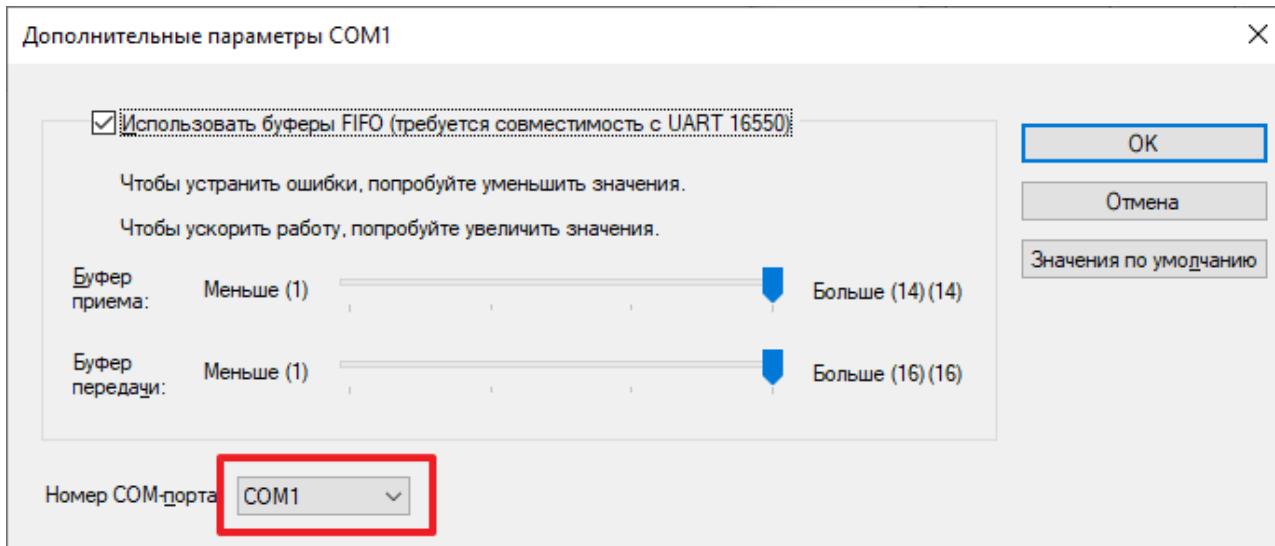 Дополнительные параметры COM1
Использовать буферы FIFO (требуется совместимость с UART 16550)
OK
Чтобы устранить ошибки, попробуйте уменьшить значения.
Отмена
Чтобы ускорить работу, попробуйте увеличить значения.
Значения по умолчанию
Буфер
приема:
Меньше (1)
Больше (14) (14)
Буфер
передачи:
Меньше (1)
Больше (16) (16)
Номер COM-порта
COM1